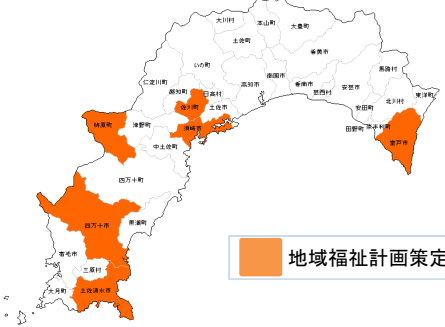 大川村
本山町
大豊町
土佐町
香美市
いの町
馬路村
南国市
仁淀川町
高知市
香南市
安芸市
東洋町
越知町
日高村
芸西村
北川村
佐川町
土佐市
安田町
梼原町
津野町
須崎市
田野町
奈半利町
室戸市
中土佐町
四万十町
四万十市
黒潮町
宿毛市
三原村
大月町
土佐清水市
地域福祉計画策定